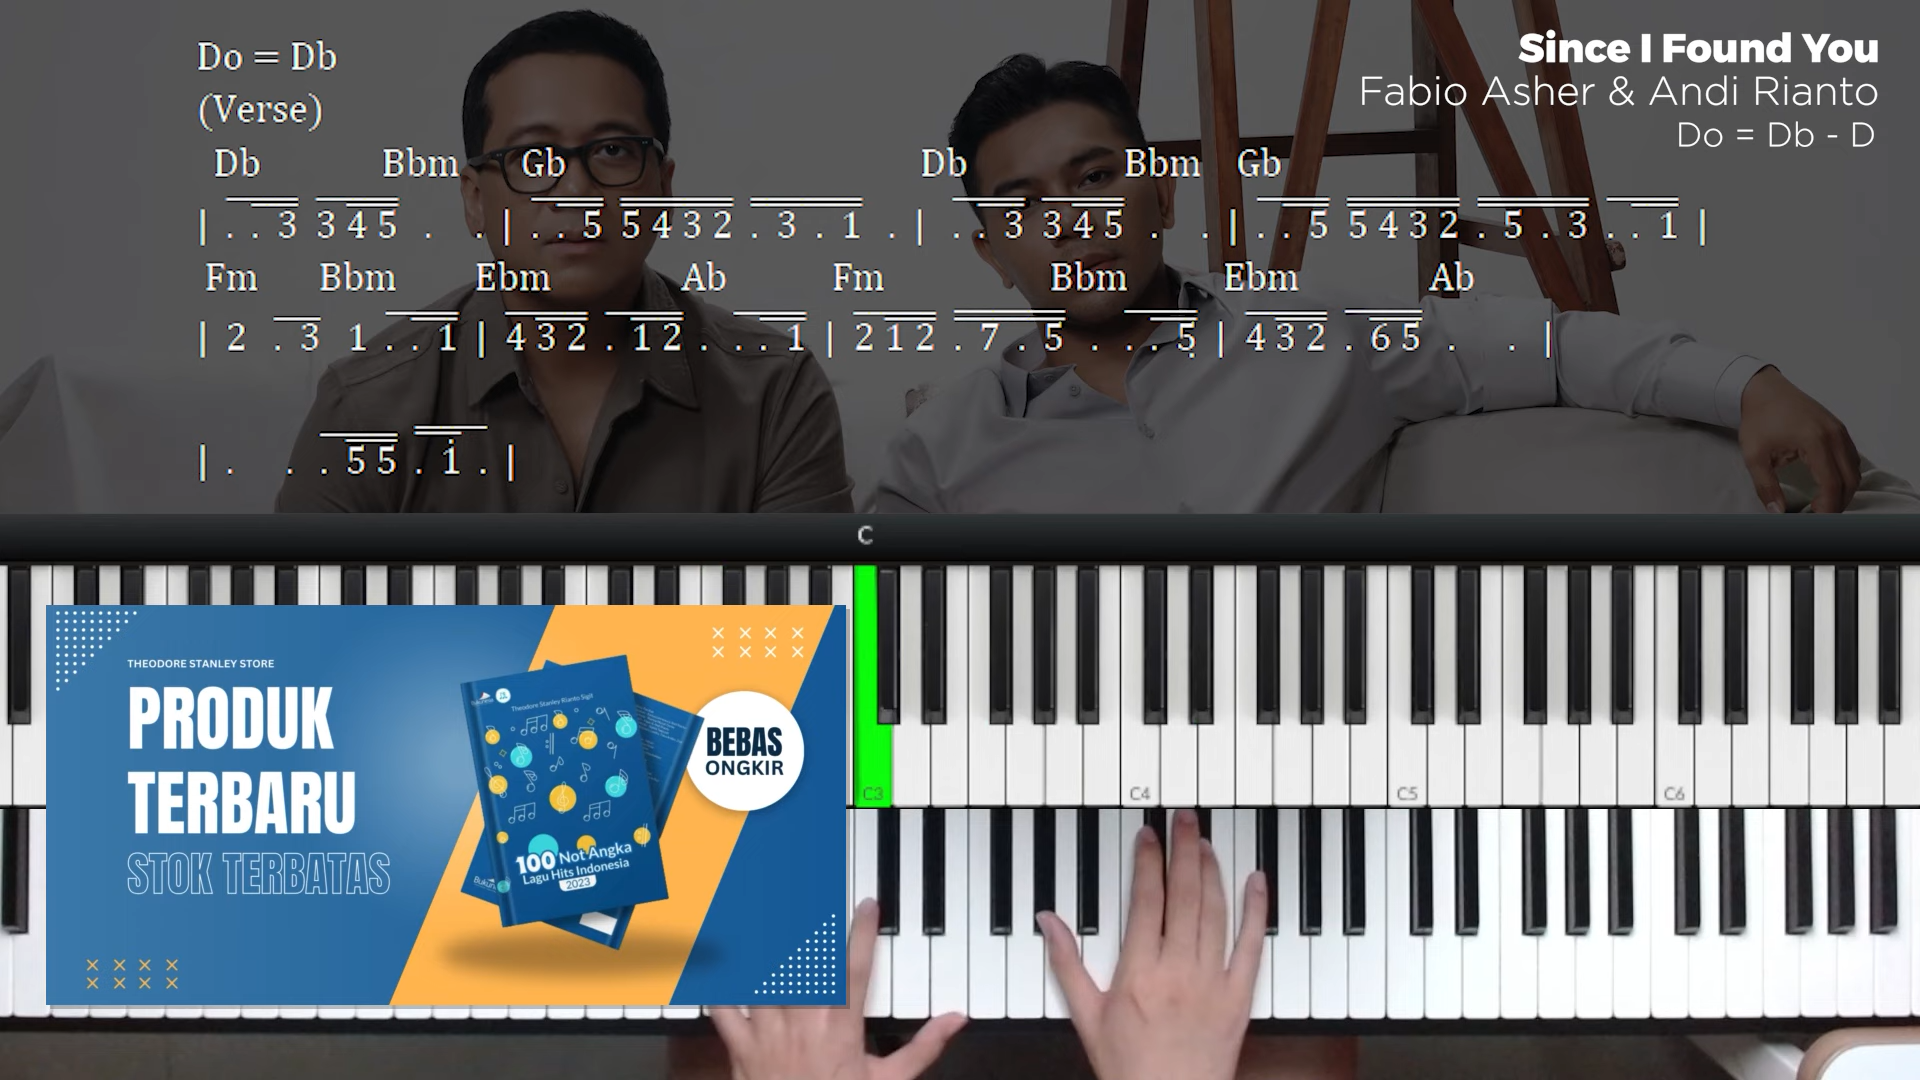 Do = Db
(Verse)
Db Bbm Gb Db Bbm Gb
| . . 3 3 4 5 . . | . . 5 5 4 3 2 . 3 . 1 . | . . 3 3 4 5 . . | . . 5 5 4 3 2 . 5 . 3 . . 1 |
Fm Bbm Ebm Ab Fm Bbm Ebm Ab
| 2 . 3 1 . . 1 | 4 3 2 . 1 2 . . . 1 | 2 1 2 . 7 . 5 . . . 5̣ | 4 3 2 . 6 5 . . |
| . . . 5 5 . i . |
Since I Found You
Fabio Asher & Andi Rianto
Do = Db - D
C
C3 C4 C5 C6
THEODORE STANLEY STORE
PRODUK
TERBARU
STOK TERBATAS
Theodore Stanley Rianto Sigit
100 Not Angka
Lagu Hits Indonesia
2023
BEBAS
ONGKIR